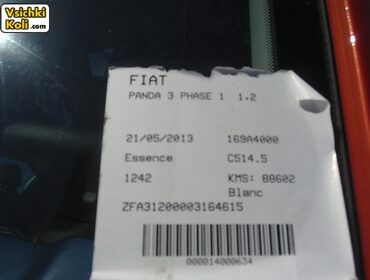 Vsichki
Koli.com
FIAT
PANDA 3 PHASE 1 1.2
21/05/2013 169A4000
Essence C514.5
1242 KMS: 88602
Blanc
ZFA31200003164615
000014000634